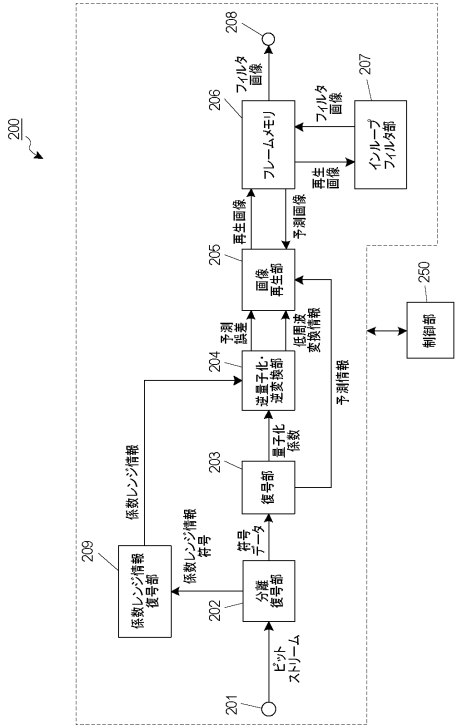 200
201
ビット
ストリーム
202
分離
復号部
符号
データ
係数レンジ情報
符号
209
係数レンジ情報
復号部
係数レンジ情報
203
復号部
量子化
係数
予測情報
204
逆量子化・
逆変換部
予測
誤差
低周波
変換情報
205
画像
再生部
再生画像
予測画像
206
フレームメモリ
フィルタ
画像
208
再生
画像
フィルタ
画像
207
インループ
フィルタ部
250
制御部